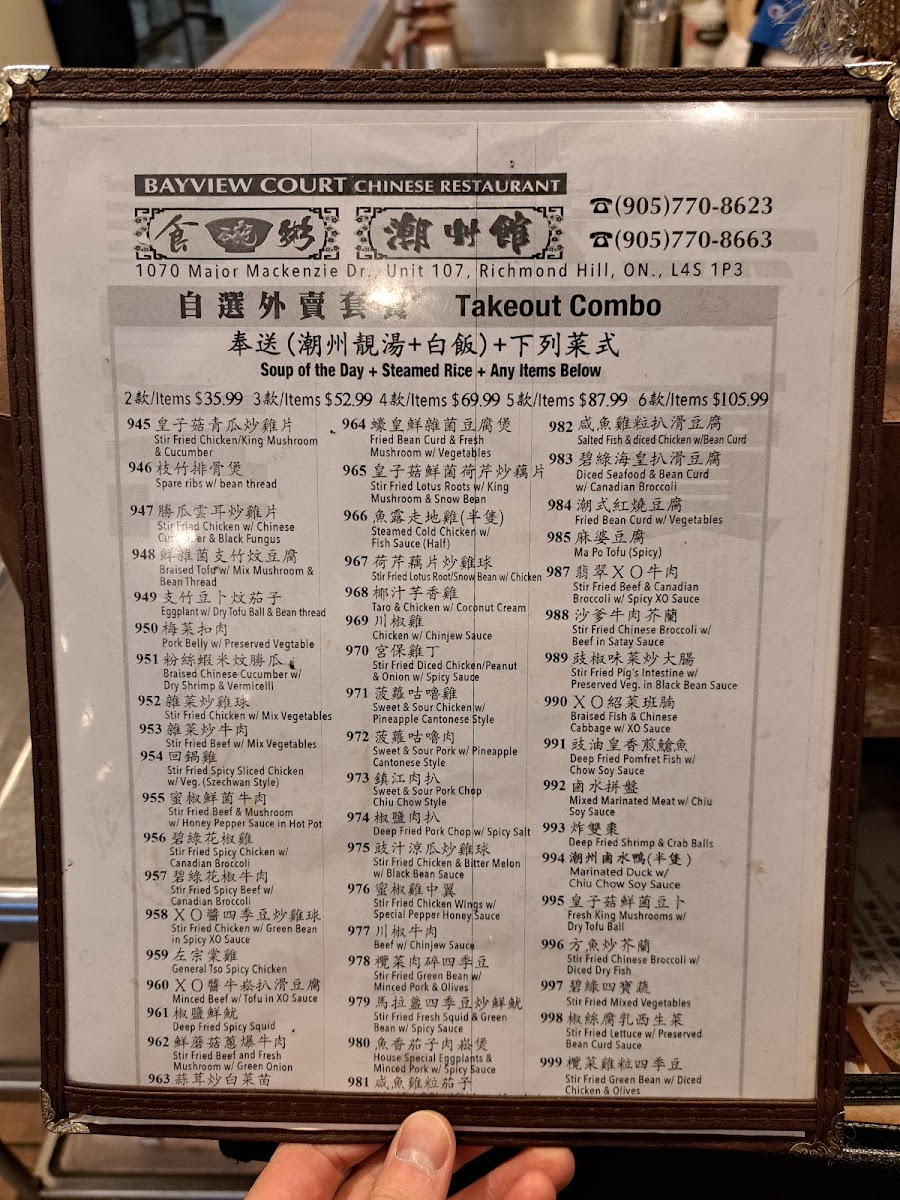 BAYVIEW COURT CHINESE RESTAURANT
食碗粥 潮州館
☎(905)770-8623
☎(905)770-8663
1070 Major Mackenzie Dr., Unit 107, Richmond Hill, ON., L4S 1P3
自選外賣套餐 Takeout Combo
奉送(潮州靚湯+白飯)+下列菜式
Soup of the Day + Steamed Rice + Any Items Below
2款/Items $35.99 3款/Items $52.99 4款/Items $69.99 5款/Items $87.99 6款/Items $105.99
945 皇子菇青瓜炒雞片
Stir Fried Chicken/King Mushroom
& Cucumber
946 枝竹排骨煲
Spare ribs w/ bean thread
947 勝瓜雲耳炒雞片
Stir Fried Chicken w/ Chinese
Cucumber & Black Fungus
948 鮮雜菌支竹炆豆腐
Braised Tofu w/ Mix Mushroom &
Bean Thread
949 支竹豆卜炆茄子
Eggplant w/ Dry Tofu Ball & Bean thread
950 梅菜扣肉
Pork Belly w/ Preserved Vegtable
951 粉絲蝦米炆勝瓜
Braised Chinese Cucumber w/
Dry Shrimp & Vermicelli
952 雜菜炒雞球
Stir Fried Chicken w/ Mix Vegetables
953 雜菜炒牛肉
Stir Fried Beef w/ Mix Vegetables
954 回鍋雞
Stir Fried Spicy Sliced Chicken
w/ Veg. (Szechwan Style)
955 蜜椒鮮菌牛肉
Stir Fried Beef & Mushroom
w/ Honey Pepper Sauce in Hot Pot
956 碧綠花椒雞
Stir Fried Spicy Chicken w/
Canadian Broccoli
957 碧綠花椒牛肉
Stir Fried Spicy Beef w/
Canadian Broccoli
958 XO醬四季豆炒雞球
Stir Fried Chicken w/ Green Bean
in Spicy XO Sauce
959 左宗棠雞
General Tso Spicy Chicken
960 XO醬牛崧扒滑豆腐
Minced Beef w/ Tofu in XO Sauce
961 椒鹽鮮魷
Deep Fried Spicy Squid
962 鮮蘑菇蔥爆牛肉
Stir Fried Beef and Fresh
Mushroom w/ Green Onion
963 蒜茸炒白菜苗
964 蠔皇鮮雜菌豆腐煲
Fried Bean Curd & Fresh
Mushroom w/ Vegetables
965 皇子菇鮮菌荷芹炒藕片
Stir Fried Lotus Roots w/ King
Mushroom & Snow Bean
966 魚露走地雞(半隻)
Steamed Cold Chicken w/
Fish Sauce (Half)
967 荷芹藕片炒雞球
Stir Fried Lotus Root/Snow Bean w/ Chicken
968 椰汁芋香雞
Taro & Chicken w/ Coconut Cream
969 川椒雞
Chicken w/ Chinjew Sauce
970 宮保雞丁
Stir Fried Diced Chicken/Peanut
& Onion w/ Spicy Sauce
971 菠蘿咕嚕雞
Sweet & Sour Chicken w/
Pineapple Cantonese Style
972 菠蘿咕嚕肉
Sweet & Sour Pork w/ Pineapple
Cantonese Style
973 鎮江肉扒
Sweet & Sour Pork Chop
Chiu Chow Style
974 椒鹽肉扒
Deep Fried Pork Chop w/ Spicy Salt
975 豉汁涼瓜炒雞球
Stir Fried Chicken & Bitter Melon
w/ Black Bean Sauce
976 蜜椒雞中翼
Stir Fried Chicken Wings w/
Special Pepper Honey Sauce
977 川椒牛肉
Beef w/ Chinjew Sauce
978 欖菜肉碎四季豆
Stir Fried Green Bean w/
Minced Pork & Olives
979 馬拉盞四季豆炒鮮魷
Stir Fried Fresh Squid & Green
Bean w/ Spicy Sauce
980 魚香茄子肉崧煲
House Special Eggplants &
Minced Pork w/ Spicy Sauce
981 咸魚雞粒茄子
982 咸魚雞粒扒滑豆腐
Salted Fish & diced Chicken w/Bean Curd
983 碧綠海皇扒滑豆腐
Diced Seafood & Bean Curd
w/ Canadian Broccoli
984 潮式紅燒豆腐
Fried Bean Curd w/ Vegetables
985 麻婆豆腐
Ma Po Tofu (Spicy)
987 翡翠XO牛肉
Stir Fried Beef & Canadian
Broccoli w/ Spicy XO Sauce
988 沙爹牛肉芥蘭
Stir Fried Chinese Broccoli w/
Beef in Satay Sauce
989 豉椒味菜炒大腸
Stir Fried Pig's Intestine w/
Preserved Veg. in Black Bean Sauce
990 XO紹菜班腩
Braised Fish & Chinese
Cabbage w/ XO Sauce
991 豉油皇香煎鱠魚
Deep Fried Pomfret Fish w/
Chow Soy Sauce
992 鹵水拼盤
Mixed Marinated Meat w/ Chiu
Soy Sauce
993 炸雙棗
Deep Fried Shrimp & Crab Balls
994 潮州鹵水鴨(半隻)
Marinated Duck w/
Chiu Chow Soy Sauce
995 皇子菇鮮菌豆卜
Fresh King Mushrooms w/
Dry Tofu Ball
996 方魚炒芥蘭
Stir Fried Chinese Broccoli w/
Diced Dry Fish
997 碧綠四寶蔬
Stir Fried Mixed Vegetables
998 椒絲腐乳西生菜
Stir Fried Lettuce w/ Preserved
Bean Curd Sauce
999 欖菜雞粒四季豆
Stir Fried Green Bean w/ Diced
Chicken & Olives